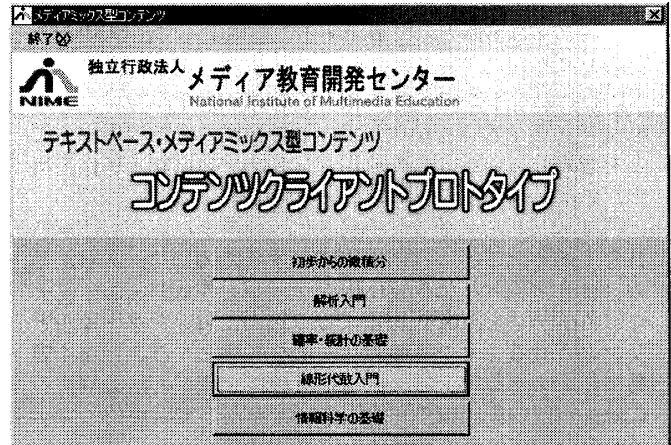 メディアミックス型コンテンツ
終了(X)
独立行政法人 メディア教育開発センター
NIME National Institute of Multimedia Education
テキストベース・メディアミックス型コンテンツ
コンテンツクライアントプロトタイプ
初歩からの微積分
解析入門
確率・統計の基礎
線形代数入門
情報科学の基礎